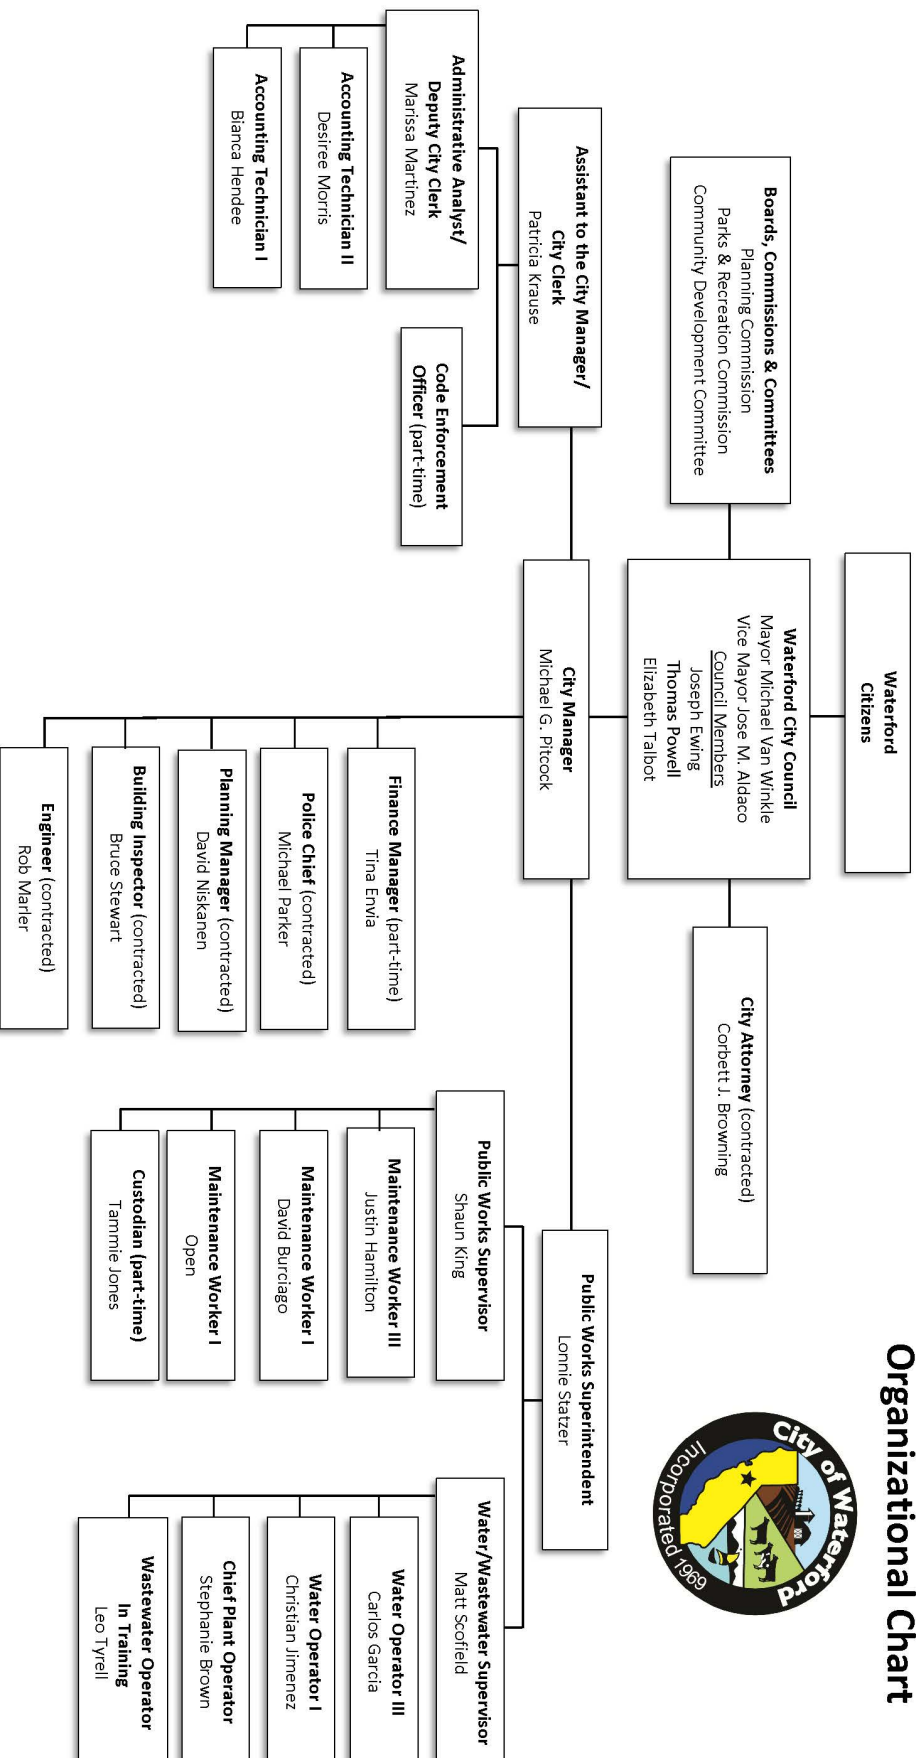 Organizational Chart
City of Waterford
Incorporated 1969
Waterford
Citizens
Boards, Commissions & Committees
Planning Commission
Parks & Recreation Commission
Community Development Committee
Waterford City Council
Mayor Michael Van Winkle
Vice Mayor Jose M. Aldaco
Council Members
Joseph Ewing
Thomas Powell
Elizabeth Talbot
City Attorney (contracted)
Corbett J. Browning
Assistant to the City Manager/
City Clerk
Patricia Krause
City Manager
Michael G. Pitcock
Public Works Superintendent
Lonnie Statzer
Administrative Analyst/
Deputy City Clerk
Marissa Martinez
Accounting Technician II
Desiree Morris
Accounting Technician I
Bianca Hendee
Code Enforcement
Officer (part-time)
Finance Manager (part-time)
Tina Envia
Police Chief (contracted)
Michael Parker
Planning Manager (contracted)
David Niskanen
Building Inspector (contracted)
Bruce Stewart
Engineer (contracted)
Rob Marler
Public Works Supervisor
Shaun King
Maintenance Worker III
Justin Hamilton
Maintenance Worker I
David Burciago
Maintenance Worker I
Open
Custodian (part-time)
Tammie Jones
Water/Wastewater Supervisor
Matt Scofield
Water Operator III
Carlos Garcia
Water Operator I
Christian Jimenez
Chief Plant Operator
Stephanie Brown
Wastewater Operator
In Training
Leo Tyrell